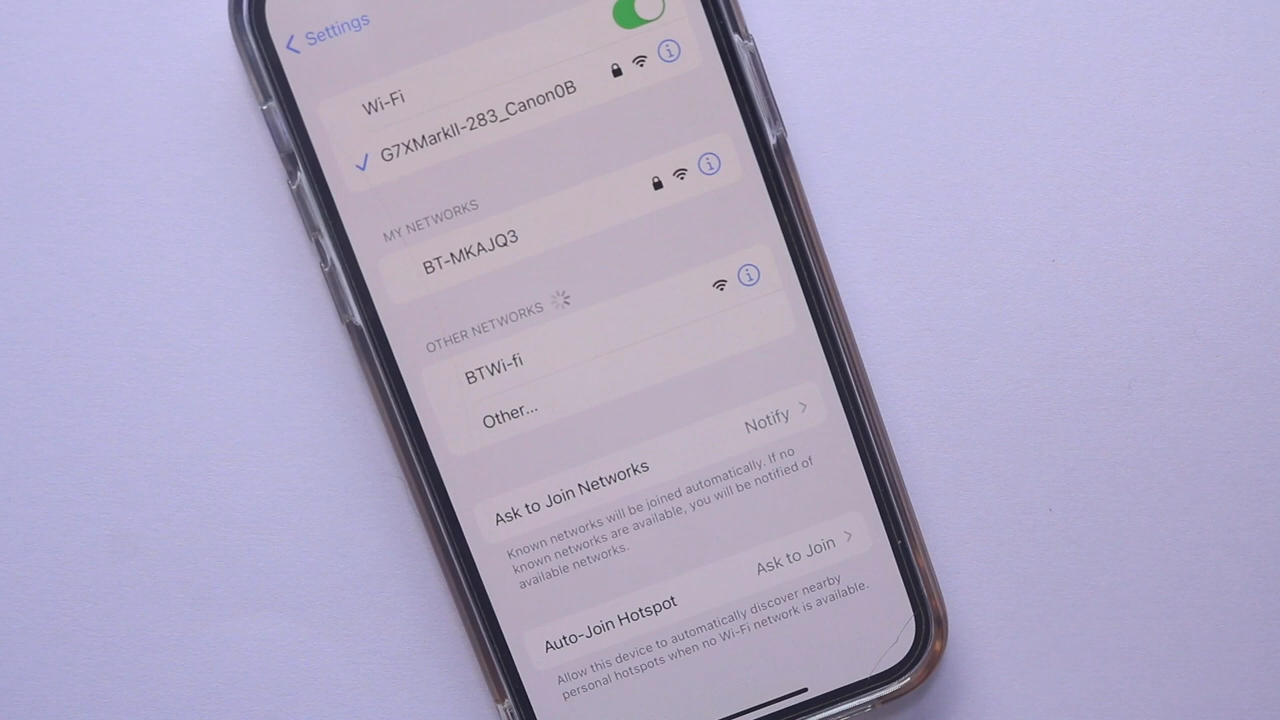 Settings
Wi-Fi
G7XMarkII-283_Canon0B
MY NETWORKS
BT-MKAJQ3
OTHER NETWORKS
BTWi-fi
Other...
Ask to Join Networks Notify
Known networks will be joined automatically. If no
known networks are available, you will be notified of
available networks.
Auto-Join Hotspot Ask to Join
Allow this device to automatically discover nearby
personal hotspots when no Wi-Fi network is available.